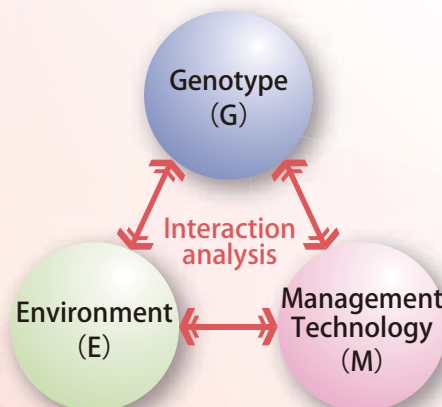 Genotype
（G）
Interaction
analysis
Environment
（E）
Management
Technology
（M）